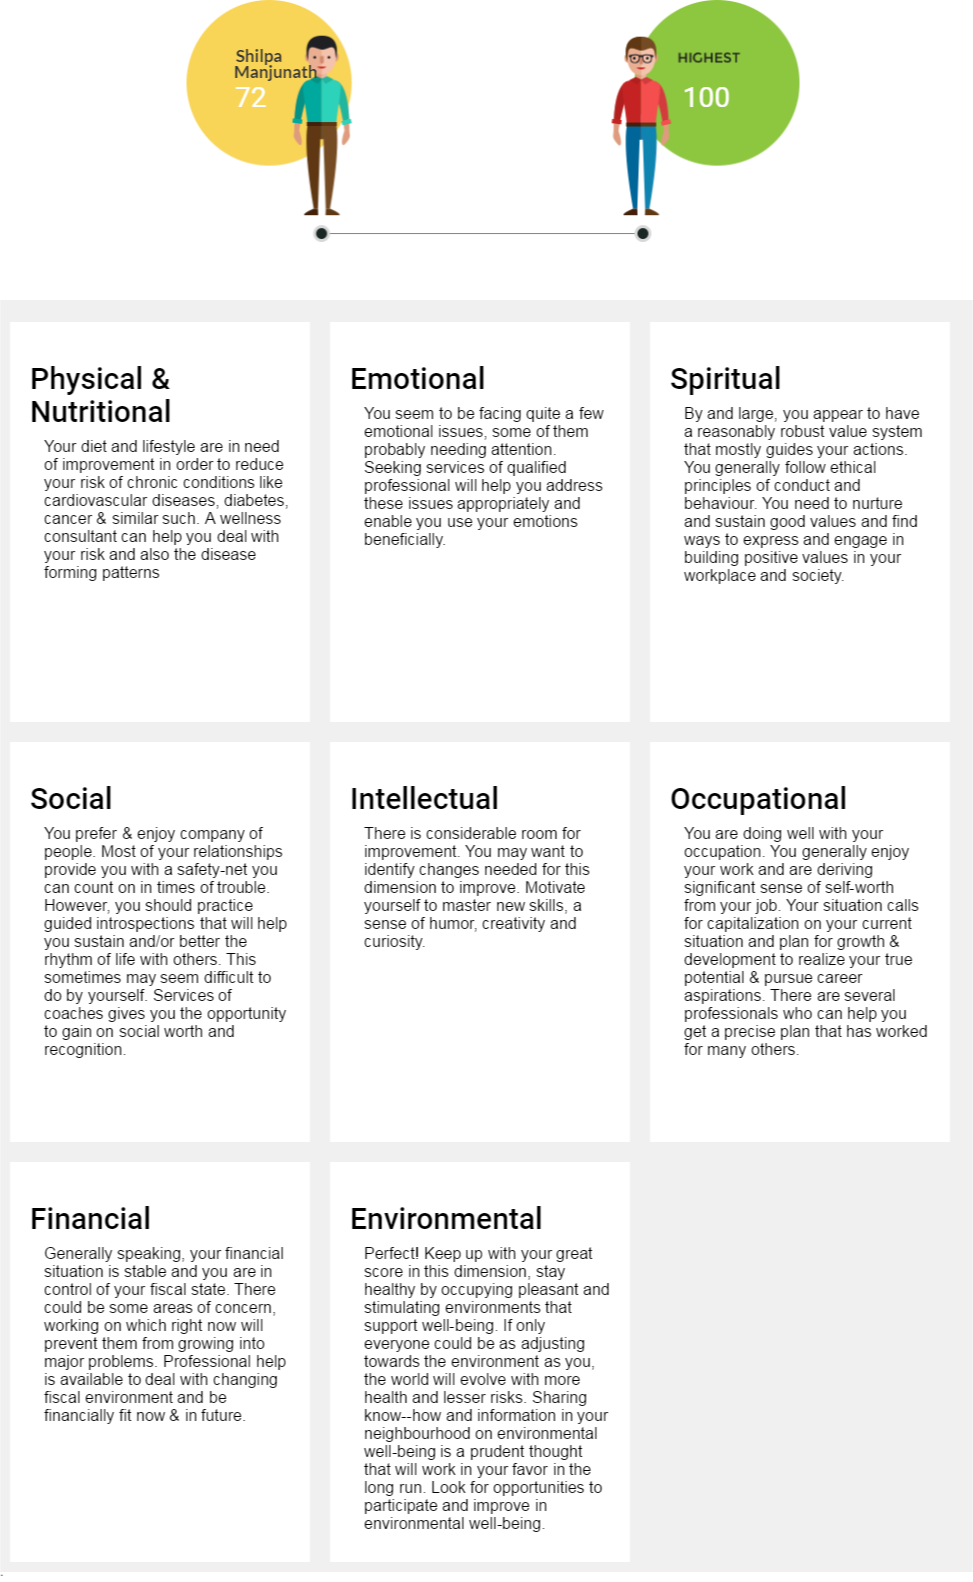 Shilpa
Manjunath
72
HIGHEST
100
Physical &
Nutritional
Your diet and lifestyle are in need
of improvement in order to reduce
your risk of chronic conditions like
cardiovascular diseases, diabetes,
cancer & similar such. A wellness
consultant can help you deal with
your risk and also the disease
forming patterns
Emotional
You seem to be facing quite a few
emotional issues, some of them
probably needing attention.
Seeking services of qualified
professional will help you address
these issues appropriately and
enable you use your emotions
beneficially.
Spiritual
By and large, you appear to have
a reasonably robust value system
that mostly guides your actions.
You generally follow ethical
principles of conduct and
behaviour. You need to nurture
and sustain good values and find
ways to express and engage in
building positive values in your
workplace and society.
Social
You prefer & enjoy company of
people. Most of your relationships
provide you with a safety-net you
can count on in times of trouble.
However, you should practice
guided introspections that will help
you sustain and/or better the
rhythm of life with others. This
sometimes may seem difficult to
do by yourself. Services of
coaches gives you the opportunity
to gain on social worth and
recognition.
Intellectual
There is considerable room for
improvement. You may want to
identify changes needed for this
dimension to improve. Motivate
yourself to master new skills, a
sense of humor, creativity and
curiosity.
Occupational
You are doing well with your
occupation. You generally enjoy
your work and are deriving
significant sense of self-worth
from your job. Your situation calls
for capitalization on your current
situation and plan for growth &
development to realize your true
potential & pursue career
aspirations. There are several
professionals who can help you
get a precise plan that has worked
for many others.
Financial
Generally speaking, your financial
situation is stable and you are in
control of your fiscal state. There
could be some areas of concern,
working on which right now will
prevent them from growing into
major problems. Professional help
is available to deal with changing
fiscal environment and be
financially fit now & in future.
Environmental
Perfect! Keep up with your great
score in this dimension, stay
healthy by occupying pleasant and
stimulating environments that
support well-being. If only
everyone could be as adjusting
towards the environment as you,
the world will evolve with more
health and lesser risks. Sharing
know--how and information in your
neighbourhood on environmental
well-being is a prudent thought
that will work in your favor in the
long run. Look for opportunities to
participate and improve in
environmental well-being.